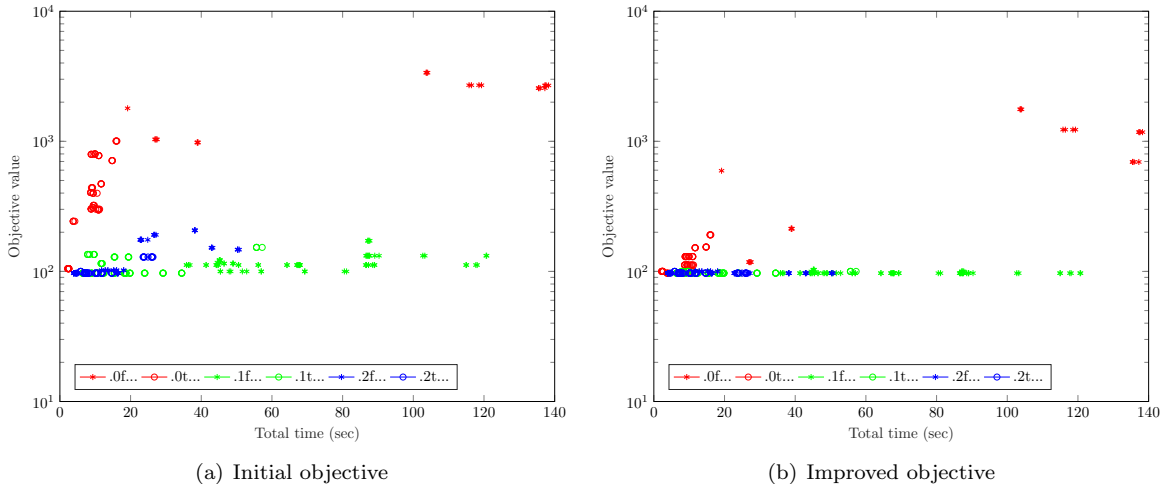 10^4
10^3
10^2
10^1
Objective value
0 20 40 60 80 100 120 140
Total time (sec)
.0f... .0t... .1f... .1t... .2f... .2t...
(a) Initial objective
10^4
10^3
10^2
10^1
Objective value
0 20 40 60 80 100 120 140
Total time (sec)
.0f... .0t... .1f... .1t... .2f... .2t...
(b) Improved objective